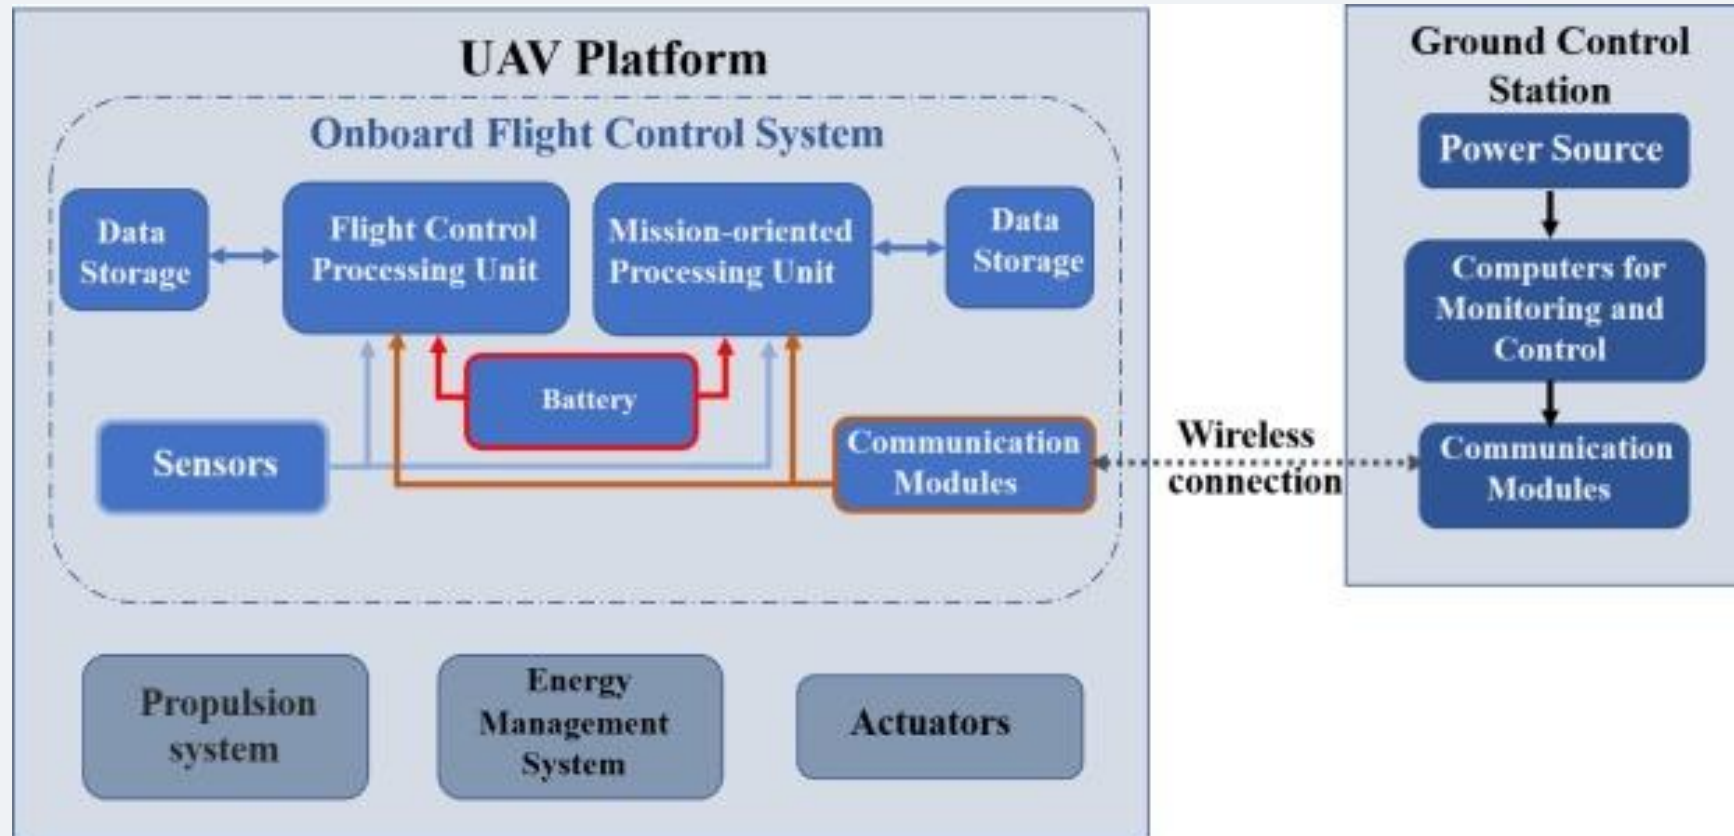 UAV Platform
Onboard Flight Control System
Data
Storage
Flight Control
Processing Unit
Mission-oriented
Processing Unit
Data
Storage
Battery
Sensors
Communication
Modules
Propulsion
system
Energy
Management
System
Actuators
Wireless
connection
Ground Control
Station
Power Source
Computers for
Monitoring and
Control
Communication
Modules